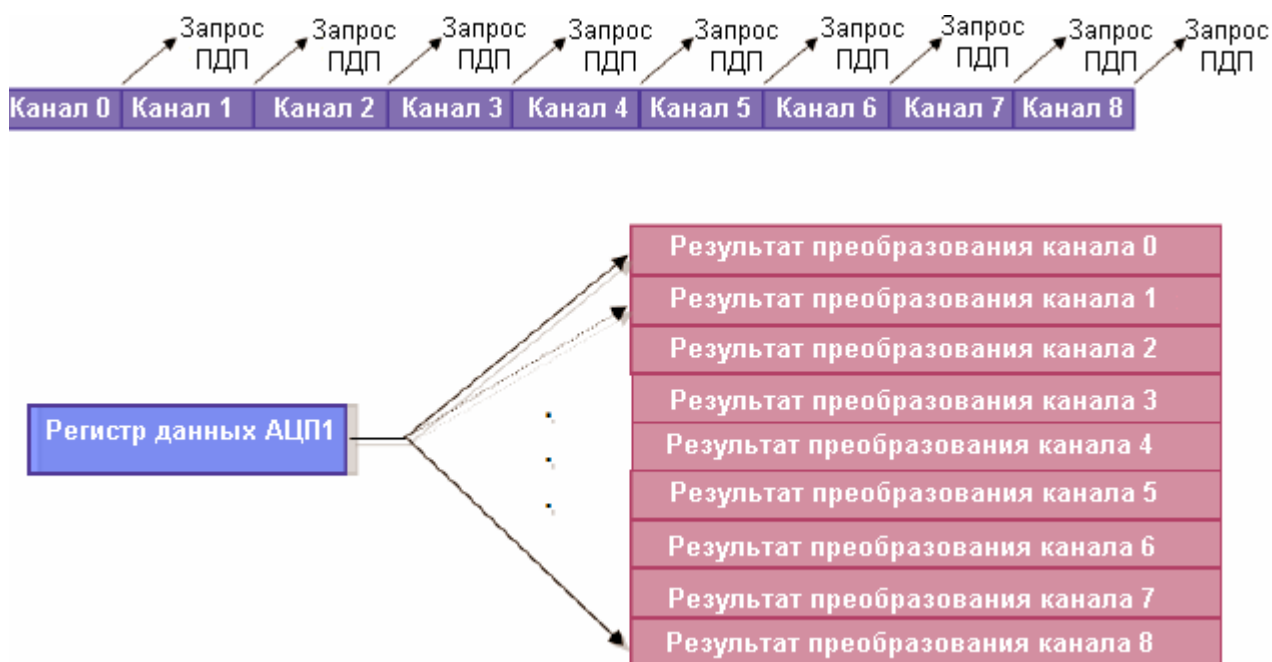 Запрос ПДП
Запрос ПДП
Запрос ПДП
Запрос ПДП
Запрос ПДП
Запрос ПДП
Запрос ПДП
Запрос ПДП
Запрос ПДП
Канал 0
Канал 1
Канал 2
Канал 3
Канал 4
Канал 5
Канал 6
Канал 7
Канал 8
Регистр данных АЦП1
Результат преобразования канала 0
Результат преобразования канала 1
Результат преобразования канала 2
Результат преобразования канала 3
Результат преобразования канала 4
Результат преобразования канала 5
Результат преобразования канала 6
Результат преобразования канала 7
Результат преобразования канала 8